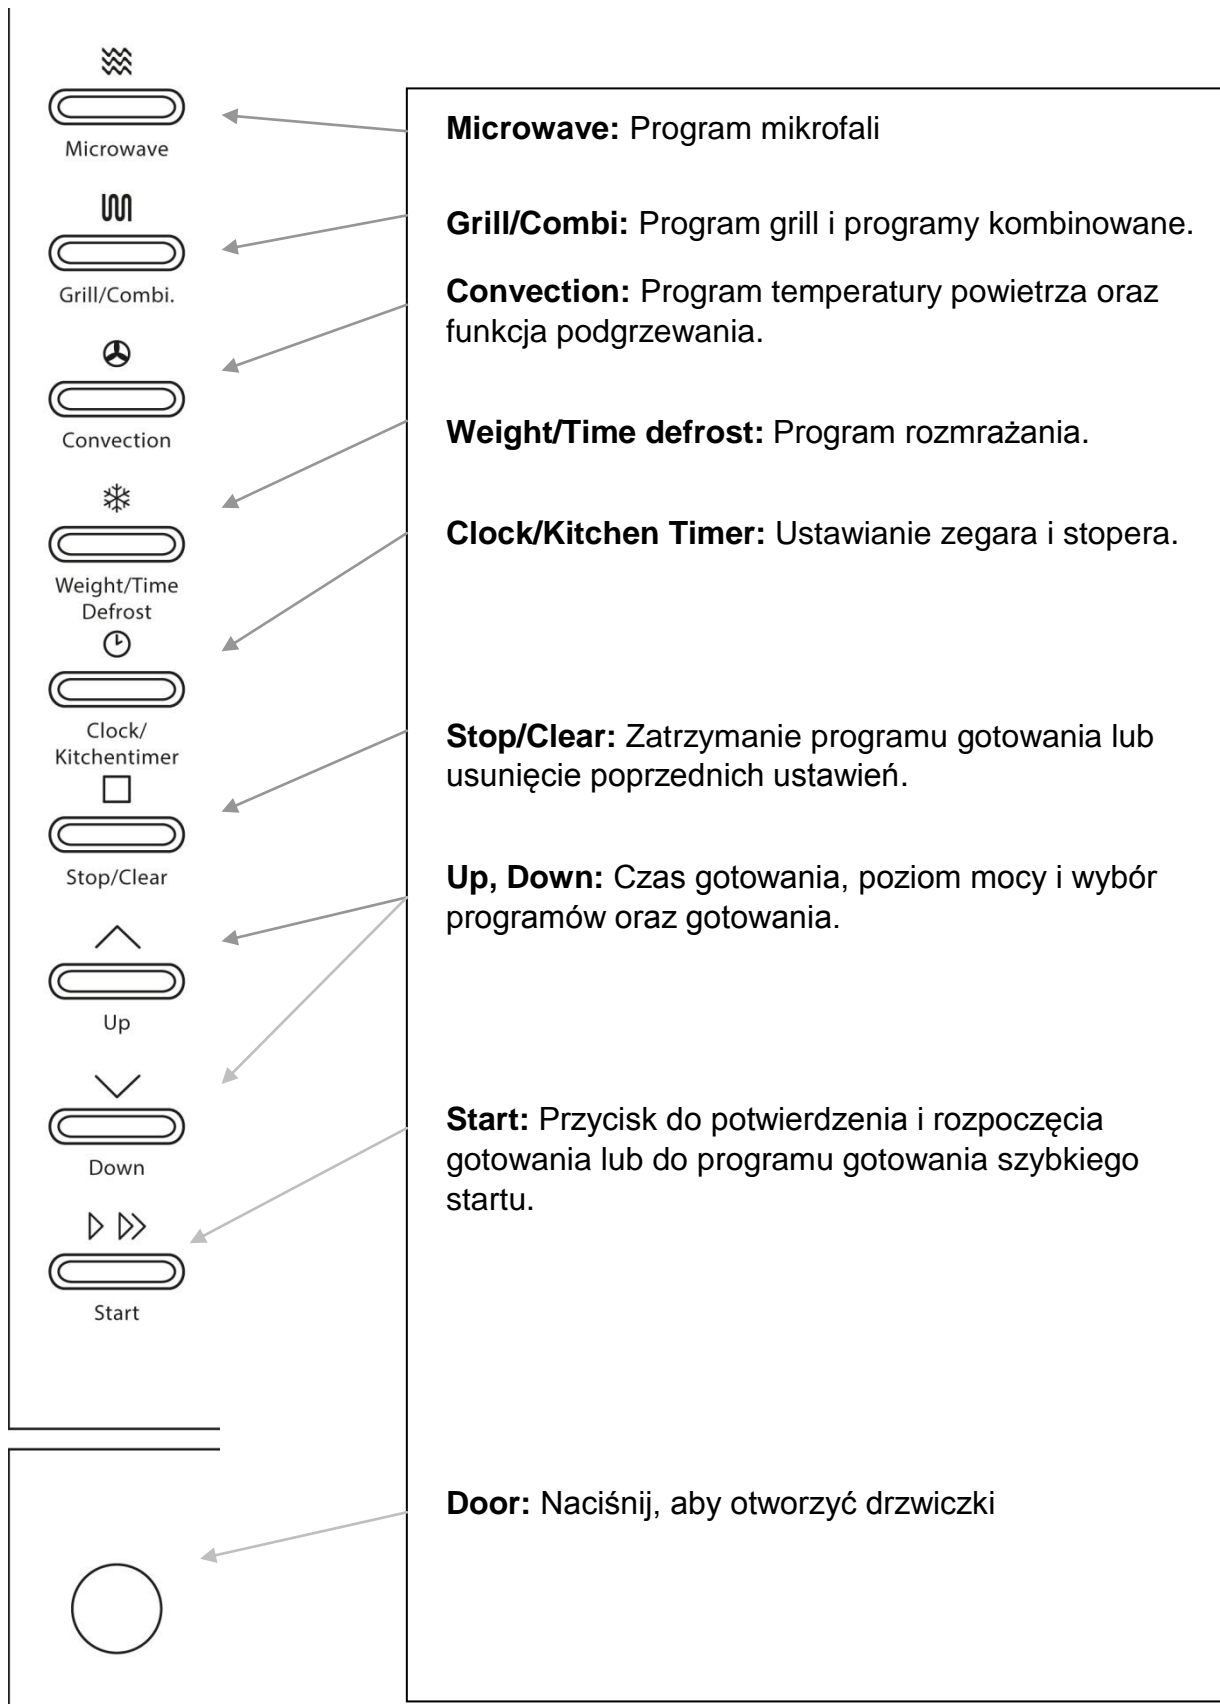 Microwave
Grill/Combi.
Convection
Weight/Time
Defrost
Clock/
Kitchentimer
Stop/Clear
Up
Down
Start
Microwave: Program mikrofali
Grill/Combi: Program grill i programy kombinowane.
Convection: Program temperatury powietrza oraz
funkcja podgrzewania.
Weight/Time defrost: Program rozmrażania.
Clock/Kitchen Timer: Ustawianie zegara i stopera.
Stop/Clear: Zatrzymanie programu gotowania lub
usunięcie poprzednich ustawień.
Up, Down: Czas gotowania, poziom mocy i wybór
programów oraz gotowania.
Start: Przycisk do potwierdzenia i rozpoczęcia
gotowania lub do programu gotowania szybkiego
startu.
Door: Naciśnij, aby otworzyć drzwiczki